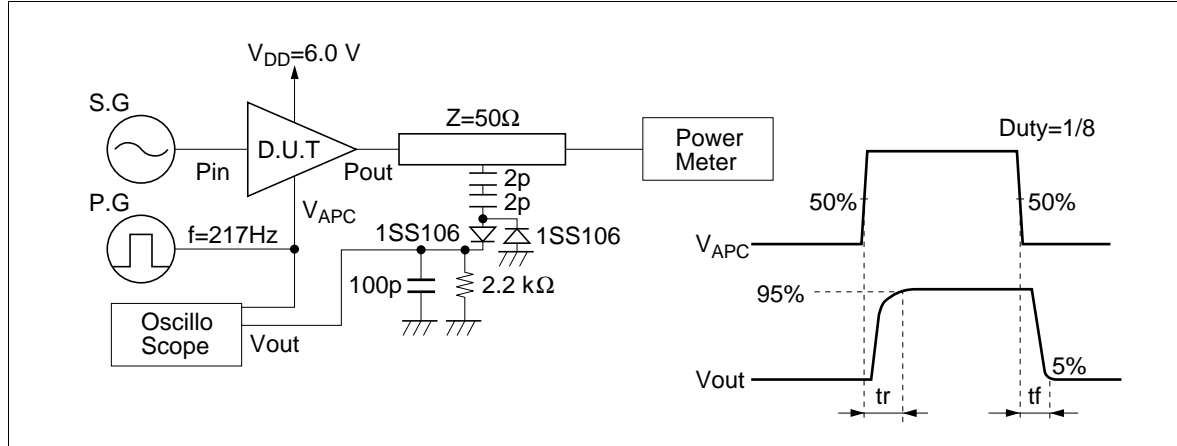 V_DD=6.0 V
S.G
D.U.T
Pin
Pout
Z=50Ω
Power
Meter
2p
2p
P.G
V_APC
f=217Hz
1SS106
1SS106
100p
2.2 kΩ
Oscillo
Scope
Vout
Duty=1/8
50%
50%
V_APC
95%
Vout
5%
tr
tf